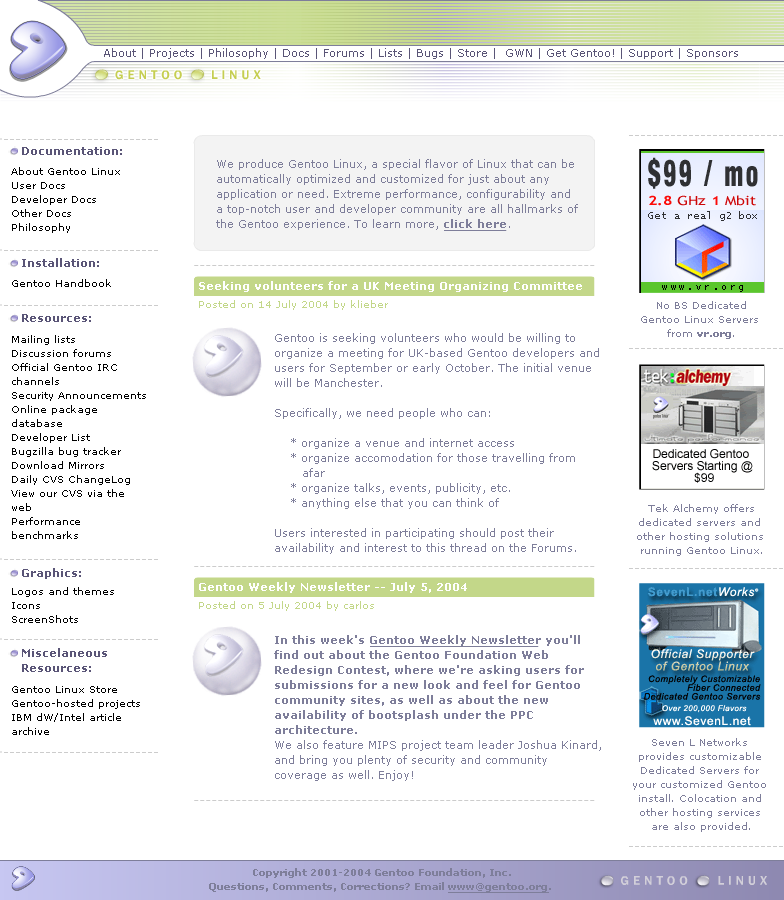 About | Projects | Philosophy | Docs | Forums | Lists | Bugs | Store | GWN | Get Gentoo! | Support | Sponsors
GENTOO LINUX
Documentation:
About Gentoo Linux
User Docs
Developer Docs
Other Docs
Philosophy
Installation:
Gentoo Handbook
Resources:
Mailing lists
Discussion forums
Official Gentoo IRC
channels
Security Announcements
Online package
database
Developer List
Bugzilla bug tracker
Download Mirrors
Daily CVS ChangeLog
View our CVS via the
web
Performance
benchmarks
Graphics:
Logos and themes
Icons
ScreenShots
Miscelaneous
Resources:
Gentoo Linux Store
Gentoo-hosted projects
IBM dW/Intel article
archive
We produce Gentoo Linux, a special flavor of Linux that can be
automatically optimized and customized for just about any
application or need. Extreme performance, configurability and
a top-notch user and developer community are all hallmarks of
the Gentoo experience. To learn more, click here.
Seeking volunteers for a UK Meeting Organizing Committee
Posted on 14 July 2004 by klieber
Gentoo is seeking volunteers who would be willing to
organize a meeting for UK-based Gentoo developers and
users for September or early October. The initial venue
will be Manchester.
Specifically, we need people who can:
* organize a venue and internet access
* organize accomodation for those travelling from
afar
* organize talks, events, publicity, etc.
* anything else that you can think of
Users interested in participating should post their
availability and interest to this thread on the Forums.
Gentoo Weekly Newsletter -- July 5, 2004
Posted on 5 July 2004 by carlos
In this week's Gentoo Weekly Newsletter you'll
find out about the Gentoo Foundation Web
Redesign Contest, where we're asking users for
submissions for a new look and feel for Gentoo
community sites, as well as about the new
availability of bootsplash under the PPC
architecture.
We also feature MIPS project team leader Joshua Kinard,
and bring you plenty of security and community
coverage as well. Enjoy!
$99 / mo
2.8 GHz 1 Mbit
Get a real g2 box
www.vr.org
No BS Dedicated
Gentoo Linux Servers
from vr.org.
tek alchemy
Dedicated Gentoo
Servers Starting @
$99
Tek Alchemy offers
dedicated servers and
other hosting solutions
running Gentoo Linux.
SevenL.netWorks®
Official Supporter
of Gentoo Linux
Completely Customizable
Fiber Connected
Dedicated Gentoo Servers
Over 200,000 Flavors
www.SevenL.net
Seven L Networks
provides customizable
Dedicated Servers for
your customized Gentoo
install. Colocation and
other hosting services
are also provided.
Copyright 2001-2004 Gentoo Foundation, Inc.
Questions, Comments, Corrections? Email www@gentoo.org.
GENTOO LINUX